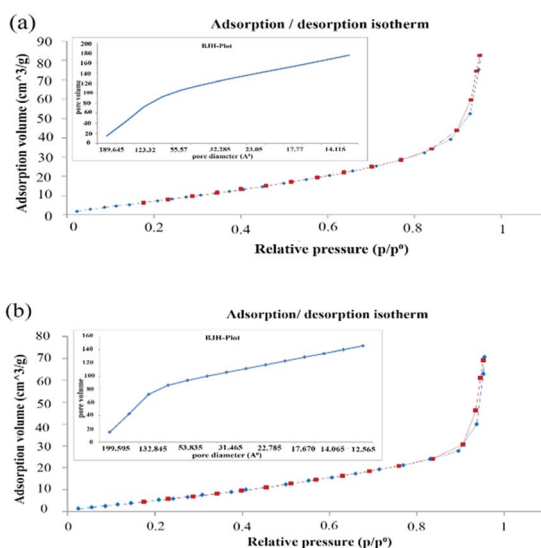 (a)
Adsorption / desorption isotherm
Adsorption volume (cm^3/g)
90
80
70
60
50
40
30
20
10
0
0.2 0.4 0.6 0.8 1
Relative pressure (p/p⁰)
BJH-Plot
pore volume
200
180
160
140
120
100
80
60
40
20
0
189.645 123.32 55.57 32.285 23.05 17.77 14.115
pore diameter (A⁰)
(b)
Adsorption/ desorption isotherm
Adsorption volume (cm^3/g)
80
70
60
50
40
30
20
10
0
0 0.2 0.4 0.6 0.8 1
Relative pressure (p/p⁰)
BJH-Plot
pore volume
160
140
120
100
80
60
40
20
0
199.595 132.845 53.835 31.465 22.785 17.670 14.065 12.565
pore diameter (A⁰)